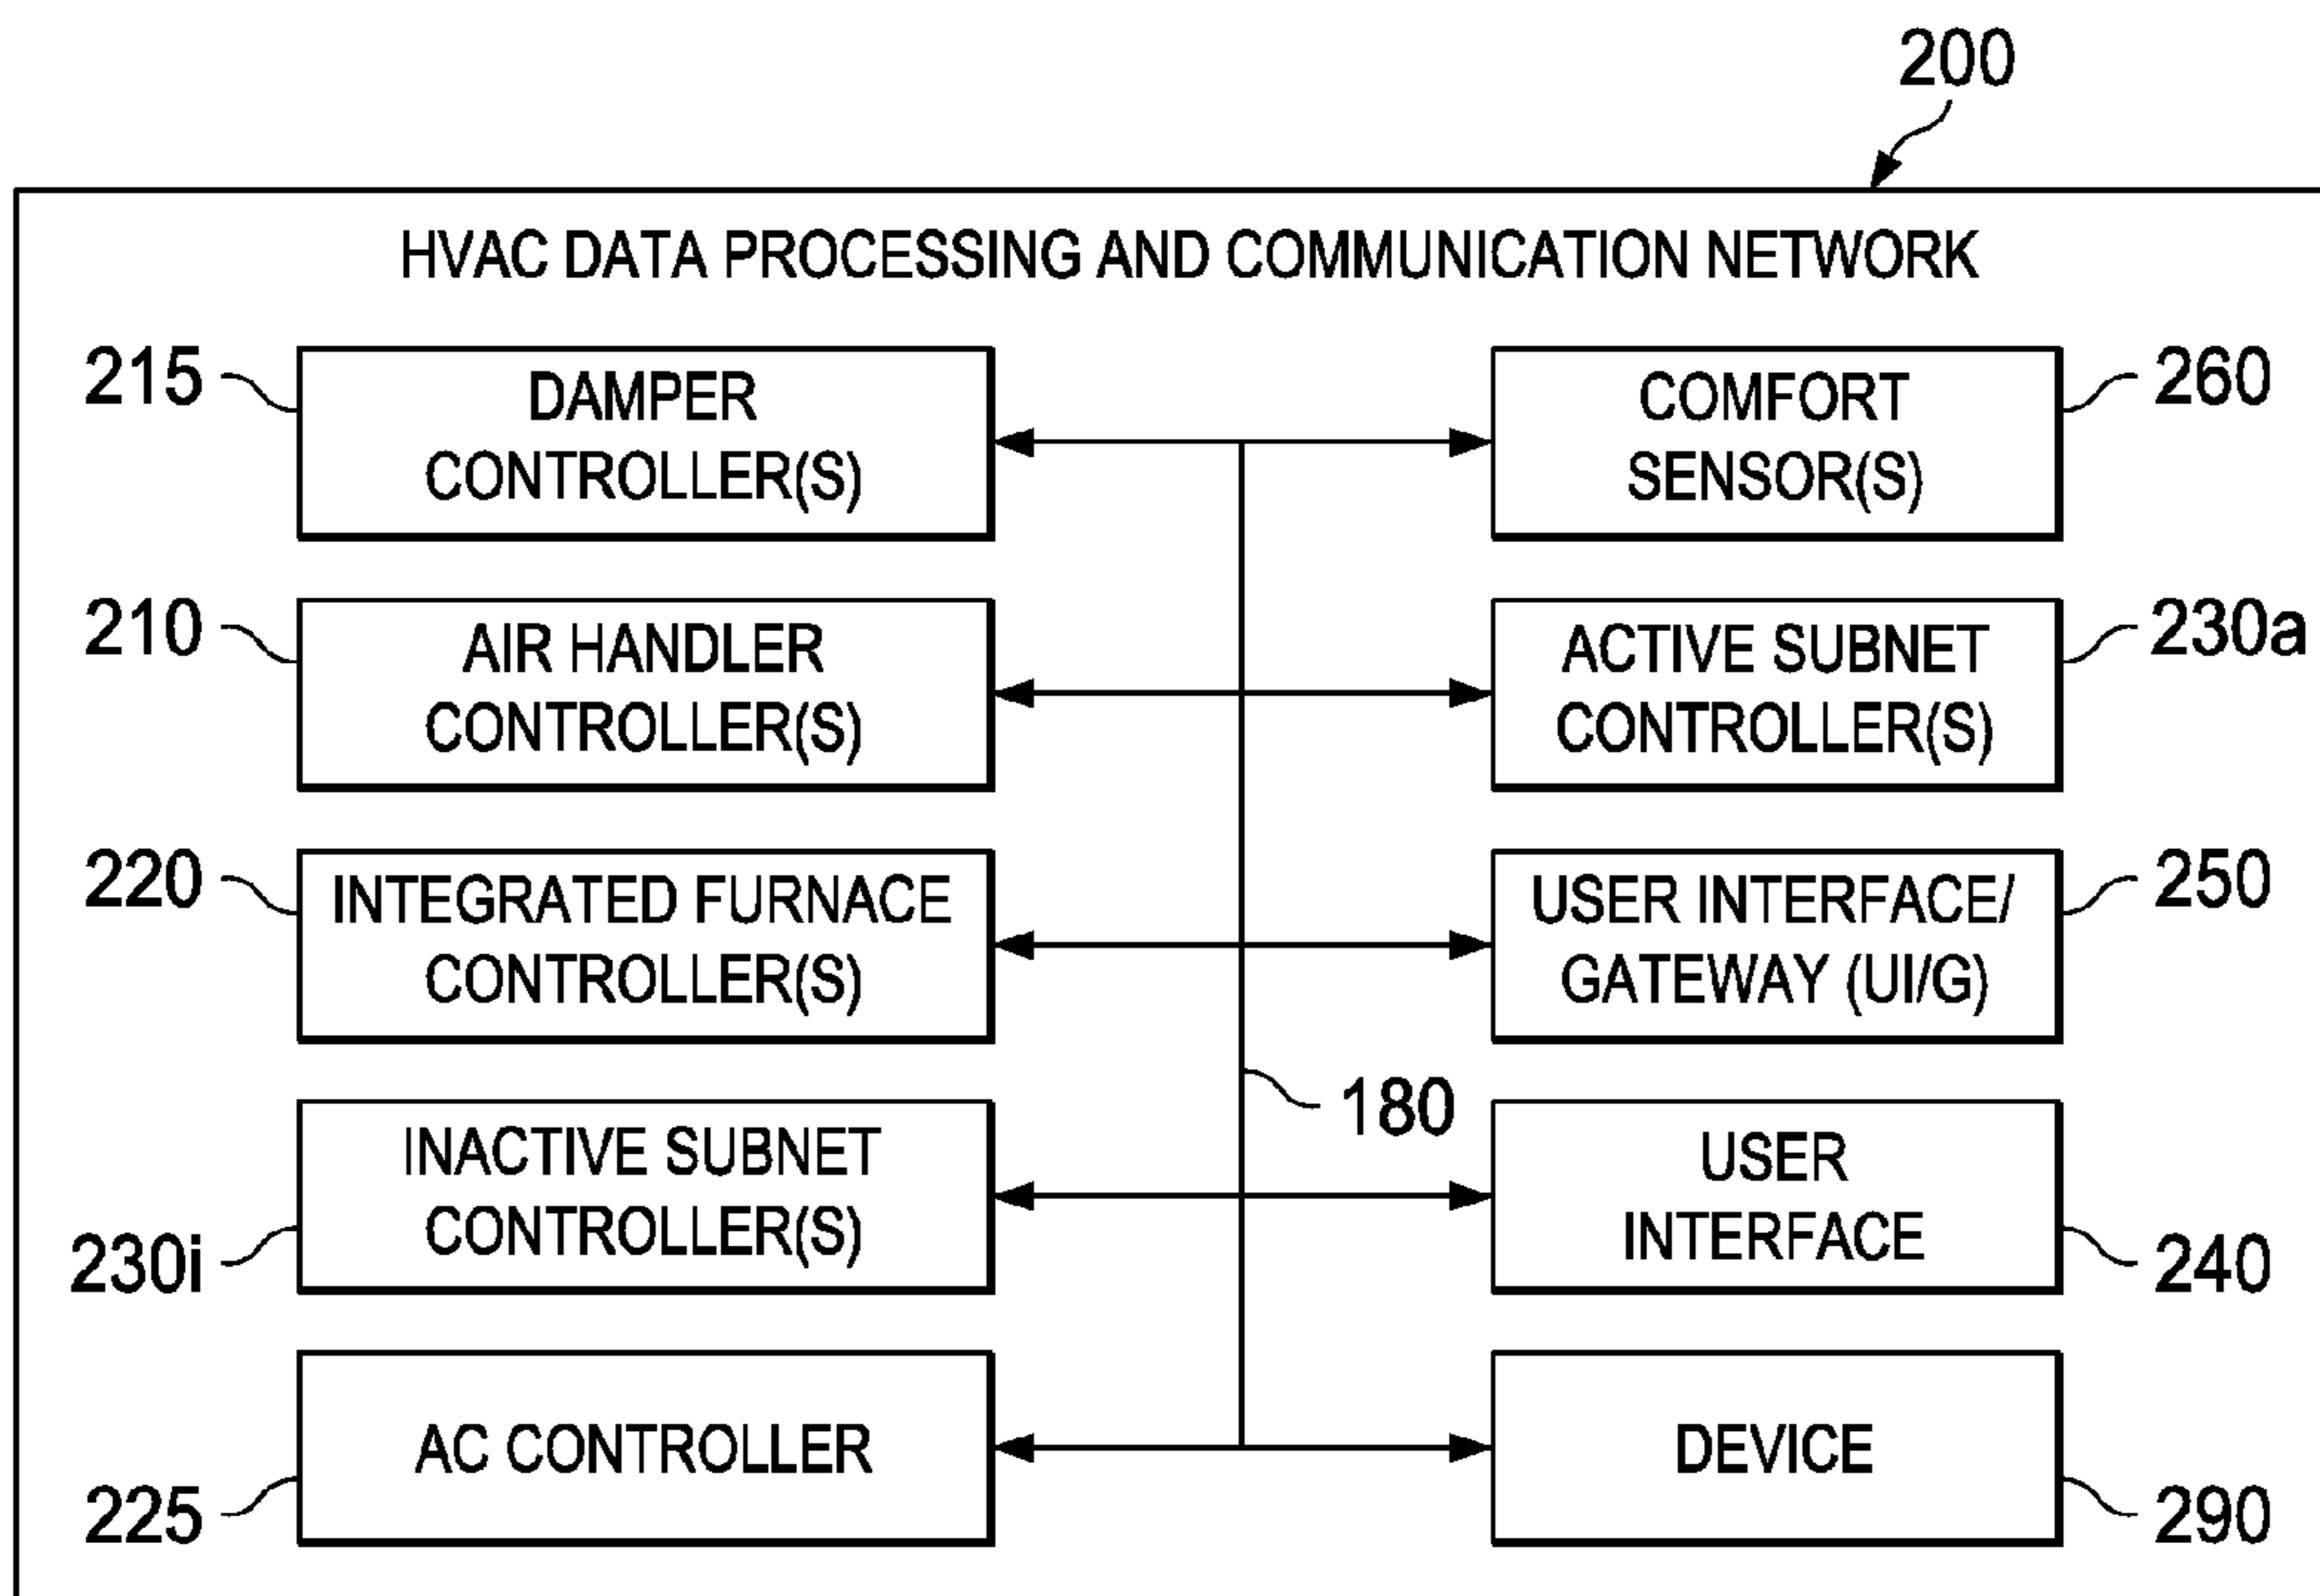 200
HVAC DATA PROCESSING AND COMMUNICATION NETWORK
215
DAMPER
CONTROLLER(S)
COMFORT
SENSOR(S)
260
210
AIR HANDLER
CONTROLLER(S)
ACTIVE SUBNET
CONTROLLER(S)
230a
220
INTEGRATED FURNACE
CONTROLLER(S)
USER INTERFACE/
GATEWAY (UI/G)
250
180
230i
INACTIVE SUBNET
CONTROLLER(S)
USER
INTERFACE
240
225
AC CONTROLLER
DEVICE
290